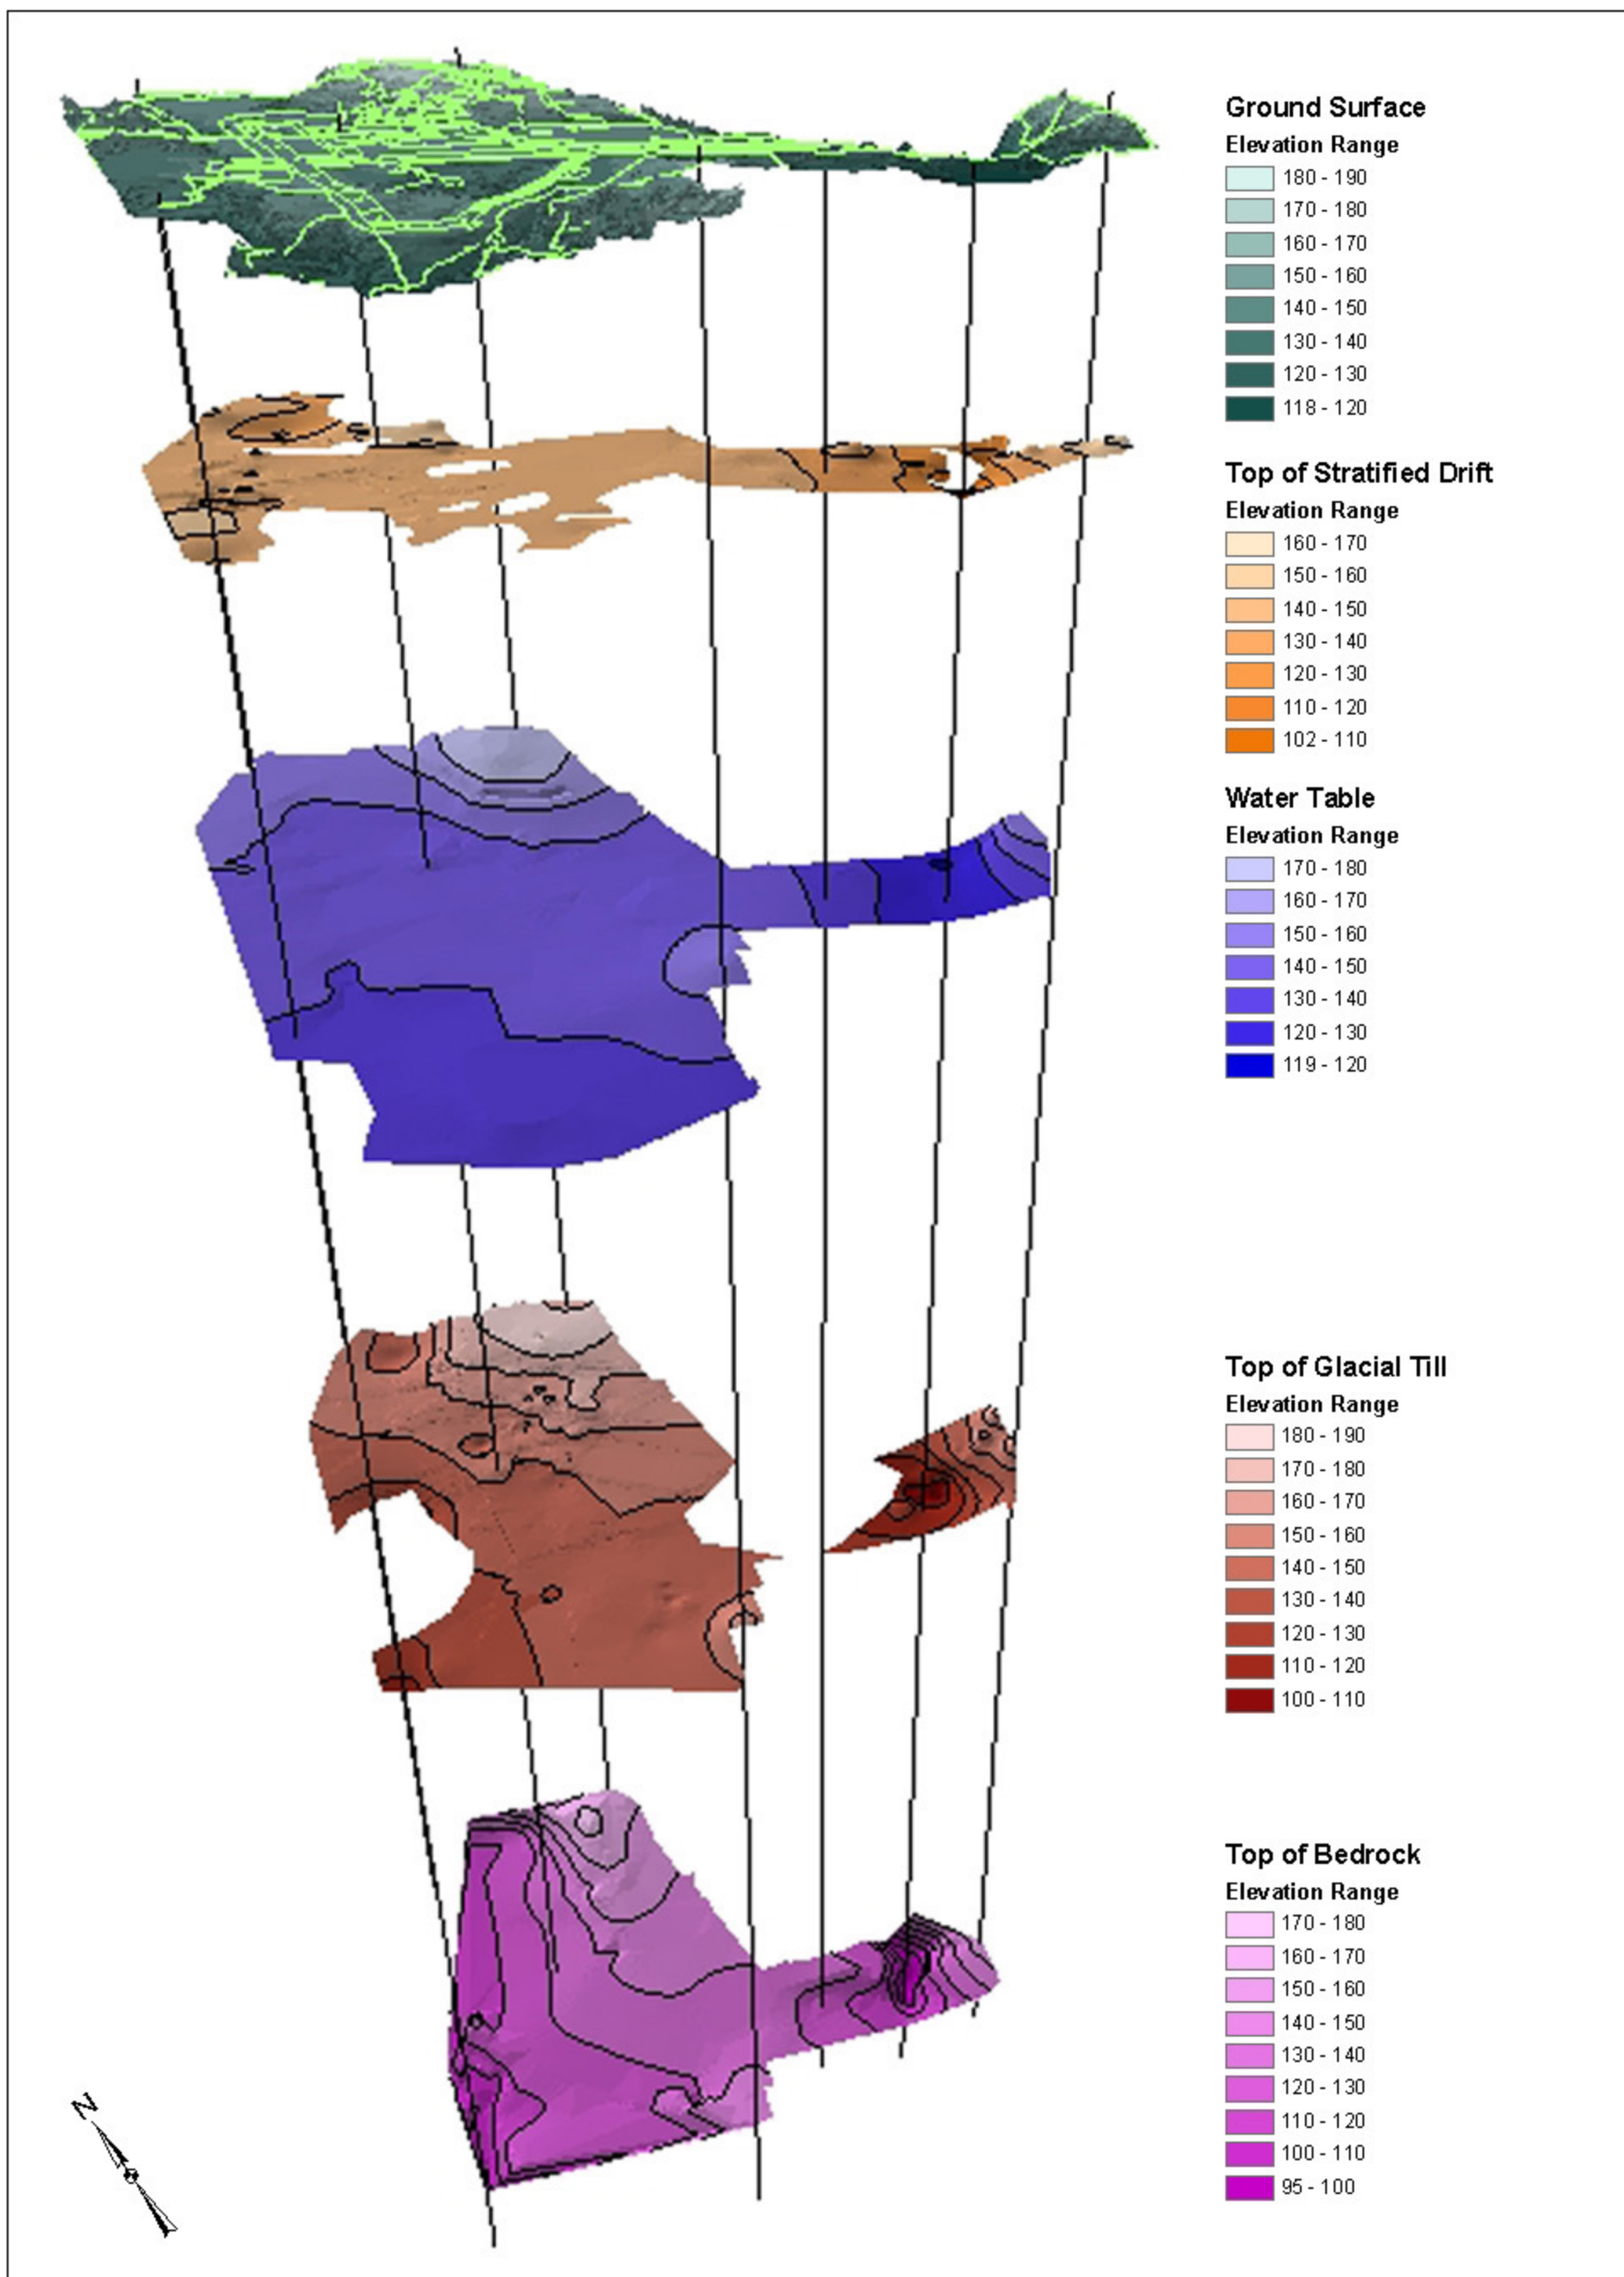 Ground Surface
Elevation Range
180 - 190
170 - 180
160 - 170
150 - 160
140 - 150
130 - 140
120 - 130
118 - 120
Top of Stratified Drift
Elevation Range
160 - 170
150 - 160
140 - 150
130 - 140
120 - 130
110 - 120
102 - 110
Water Table
Elevation Range
170 - 180
160 - 170
150 - 160
140 - 150
130 - 140
120 - 130
119 - 120
Top of Glacial Till
Elevation Range
180 - 190
170 - 180
160 - 170
150 - 160
140 - 150
130 - 140
120 - 130
110 - 120
100 - 110
Top of Bedrock
Elevation Range
170 - 180
160 - 170
150 - 160
140 - 150
130 - 140
120 - 130
110 - 120
100 - 110
95 - 100
N